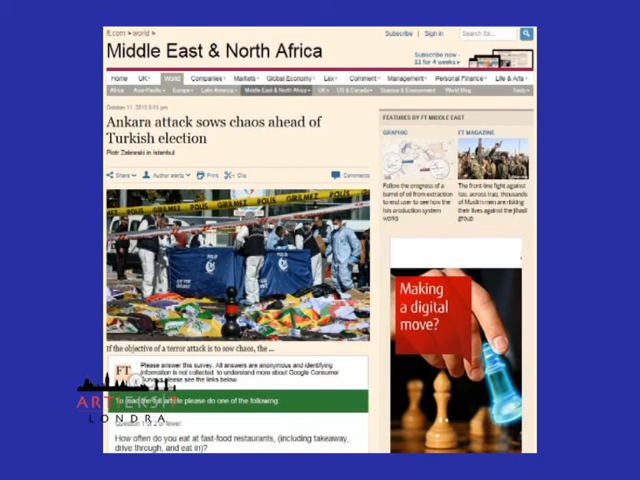 ft.com > world >
Subscribe | Sign in
Search for...
Middle East & North Africa
Subscribe now -
£1 for 4 weeks ▸
Home UK World Companies Markets Global Economy Lex Comment Management Personal Finance Life & Arts
Africa Asia-Pacific Europe Latin America Middle East & North Africa UK US & Canada Science & Environment World Blog Tools
October 11, 2015
Ankara attack sows chaos ahead of
Turkish election
Piotr Zalewski in Istanbul
Share Author alerts Print Clip Comments
POLIS GIRILMEZ POLIS GIRILMEZ POLIS
If the objective of a terror attack is to sow chaos, the ...
FT
Please answer this survey. All answers are anonymous and identifying
information is not collected. to understand more about Google Consumer
please see the links below.
To read the full article please do one of the following:
Question 1 of 2 or fewer:
How often do you eat at fast-food restaurants, (including takeaway,
drive through, and eat in)?
FEATURES BY FT MIDDLE EAST
GRAPHIC
Follow the progress of a
barrel of oil from extraction
to end user to see how the
Isis production system
works
FT MAGAZINE
The front-line fight against
Isis: across Iraq, thousands
of Muslim men are risking
their lives against the jihadi
group
Making
a digital
move?
LONDRA